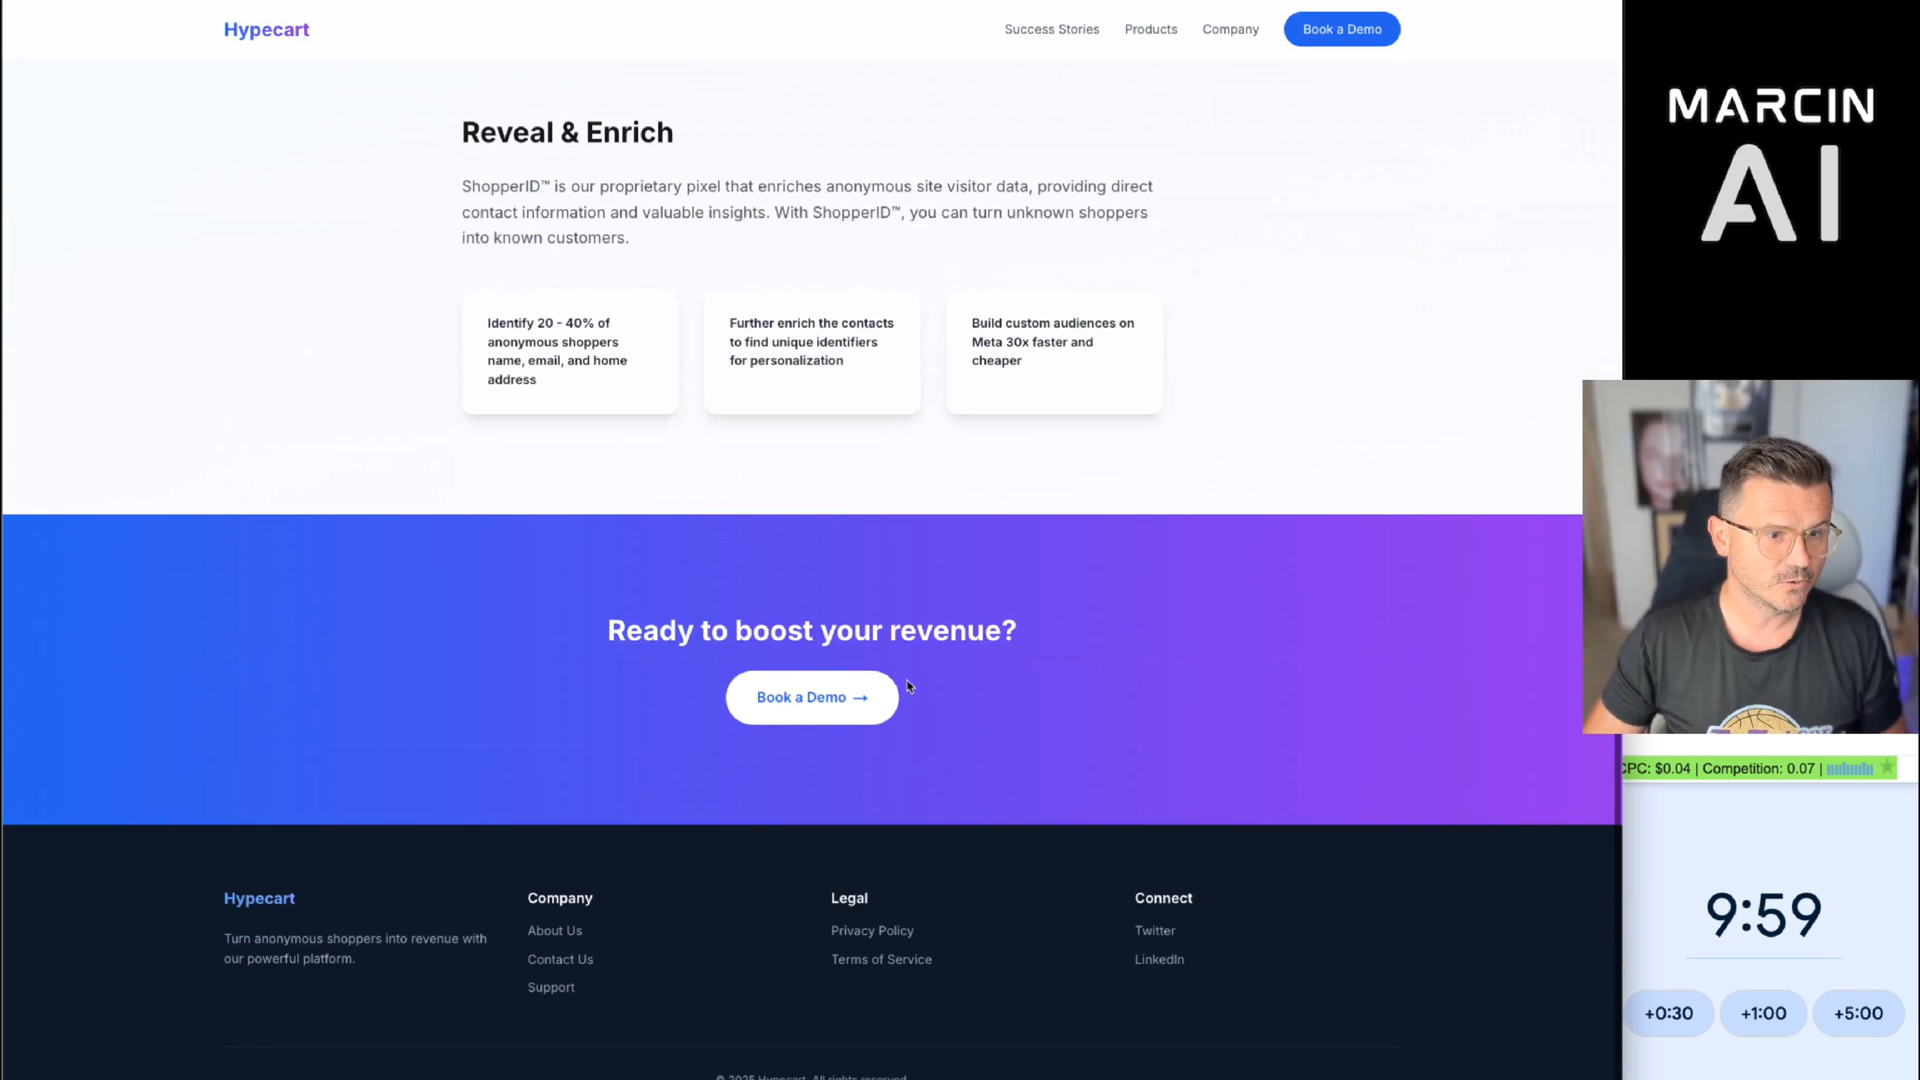 Hypecart
Success Stories
Products
Company
Book a Demo
MARCIN
AI
Reveal & Enrich
ShopperID™ is our proprietary pixel that enriches anonymous site visitor data, providing direct
contact information and valuable insights. With ShopperID™, you can turn unknown shoppers
into known customers.
Identify 20 - 40% of
anonymous shoppers
name, email, and home
address
Further enrich the contacts
to find unique identifiers
for personalization
Build custom audiences on
Meta 30x faster and
cheaper
Ready to boost your revenue?
Book a Demo →
CPC: $0.04 | Competition: 0.07 |
9:59
+0:30
+1:00
+5:00
Hypecart
Turn anonymous shoppers into revenue with
our powerful platform.
Company
About Us
Contact Us
Support
Legal
Privacy Policy
Terms of Service
Connect
Twitter
LinkedIn
© 2025 Hypecart. All rights reserved.